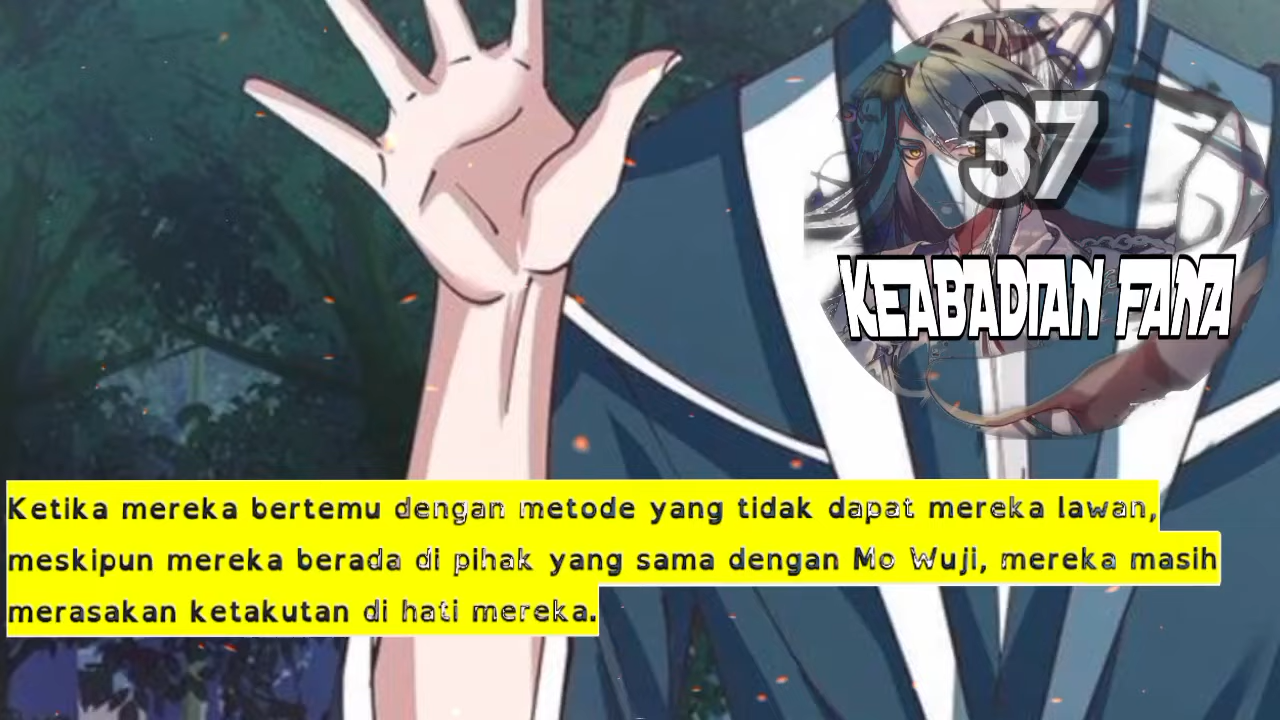 37
KEABADIAN FANA
Ketika mereka bertemu dengan metode yang tidak dapat mereka lawan,
meskipun mereka berada di pihak yang sama dengan Mo Wuji, mereka masih
merasakan ketakutan di hati mereka.